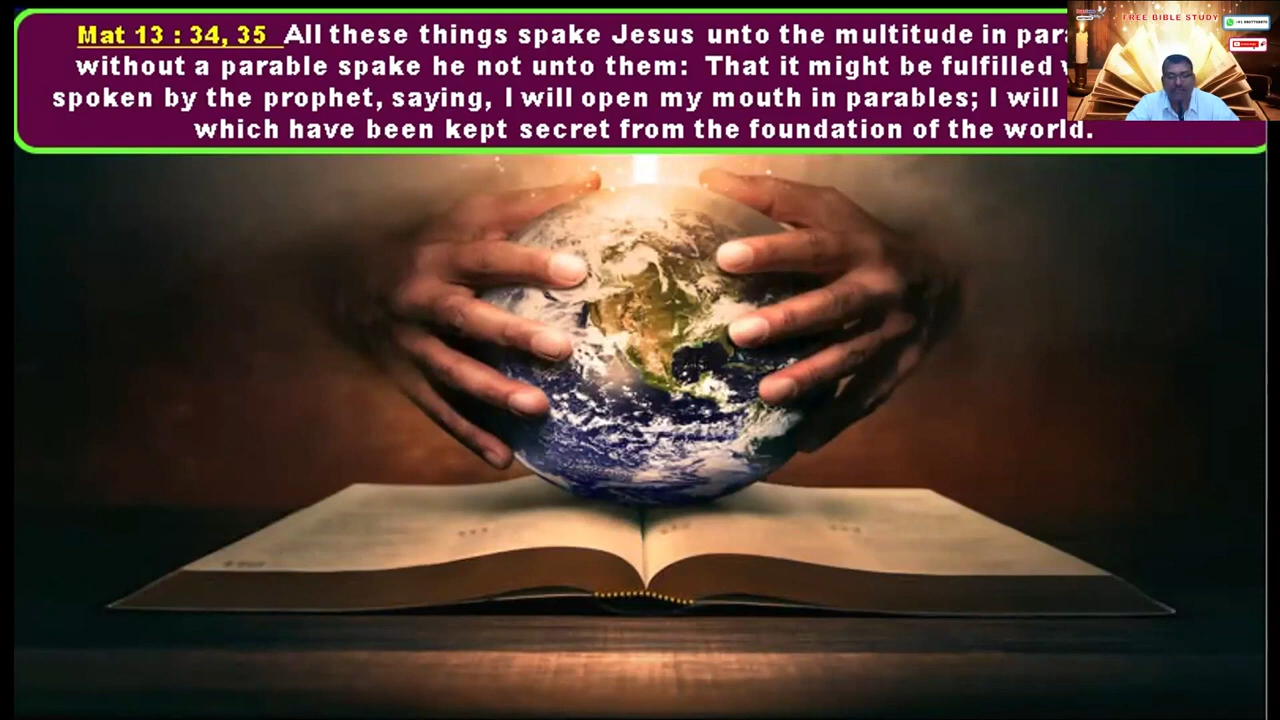 Mat 13 : 34, 35 All these things spake Jesus unto the multitude in
without a parable spake he not unto them: That it might be fulfilled
spoken by the prophet, saying, I will open my mouth in parables; I will
which have been kept secret from the foundation of the world.
FREE BIBLE STUDY